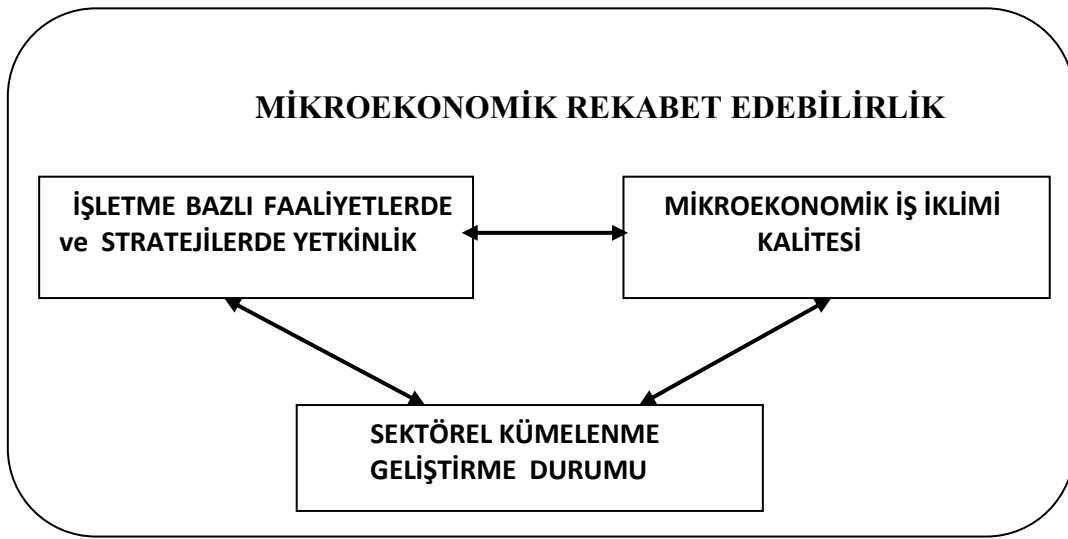 MİKROEKONOMİK REKABET EDEBİLİRLİK
İŞLETME BAZLI FAALİYETLERDE
ve STRATEJİLERDE YETKİNLİK
MİKROEKONOMİK İŞ İKLİMİ
KALİTESİ
SEKTÖREL KÜMELENME
GELİŞTİRME DURUMU